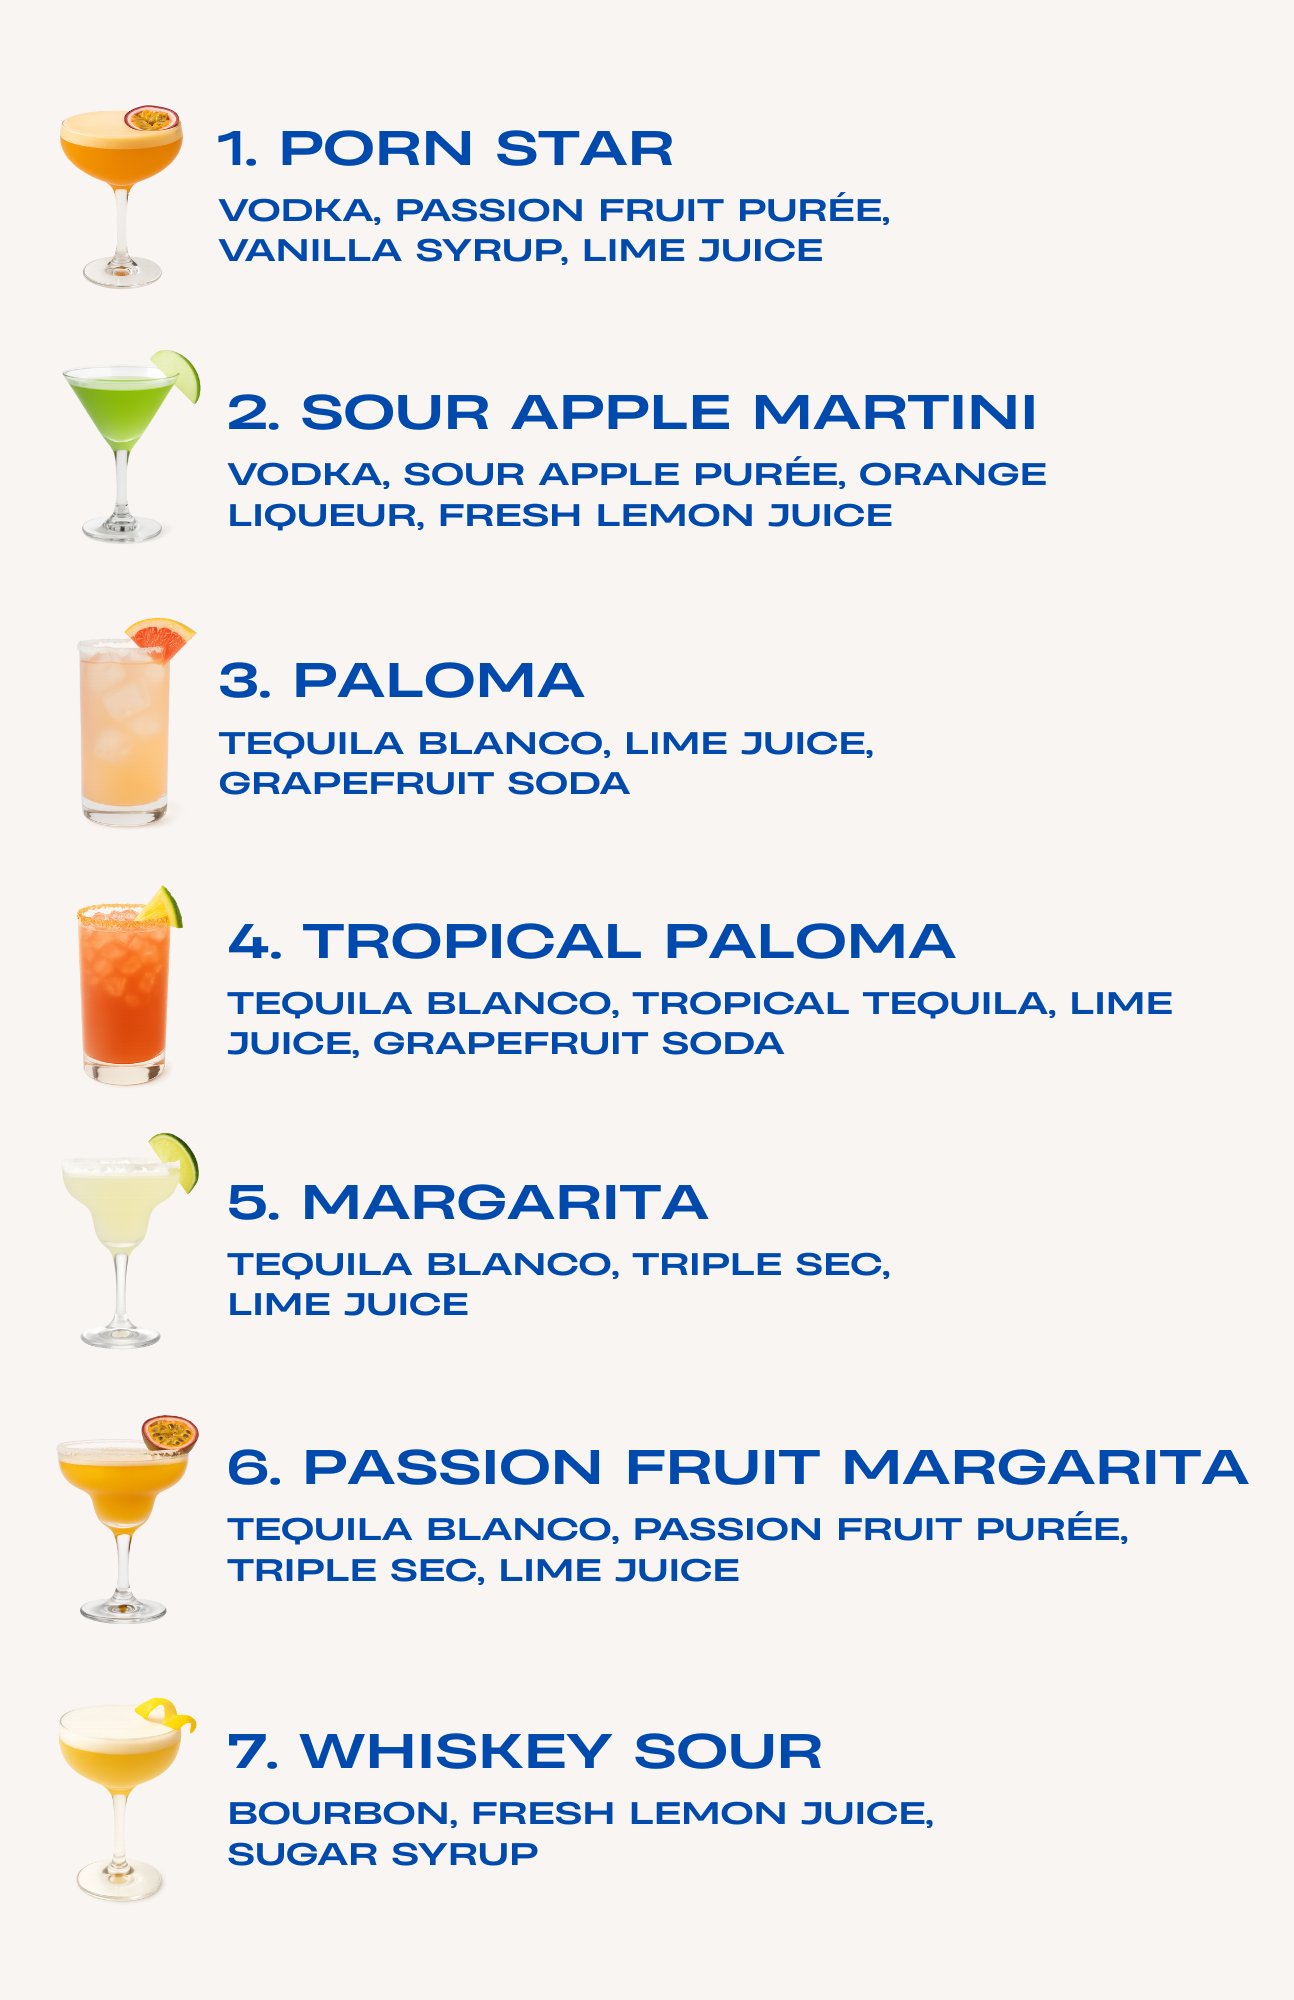 1. PORN STAR
VODKA, PASSION FRUIT PURÉE,
VANILLA SYRUP, LIME JUICE
2. SOUR APPLE MARTINI
VODKA, SOUR APPLE PURÉE, ORANGE
LIQUEUR, FRESH LEMON JUICE
3. PALOMA
TEQUILA BLANCO, LIME JUICE,
GRAPEFRUIT SODA
4. TROPICAL PALOMA
TEQUILA BLANCO, TROPICAL TEQUILA, LIME
JUICE, GRAPEFRUIT SODA
5. MARGARITA
TEQUILA BLANCO, TRIPLE SEC,
LIME JUICE
6. PASSION FRUIT MARGARITA
TEQUILA BLANCO, PASSION FRUIT PURÉE,
TRIPLE SEC, LIME JUICE
7. WHISKEY SOUR
BOURBON, FRESH LEMON JUICE,
SUGAR SYRUP